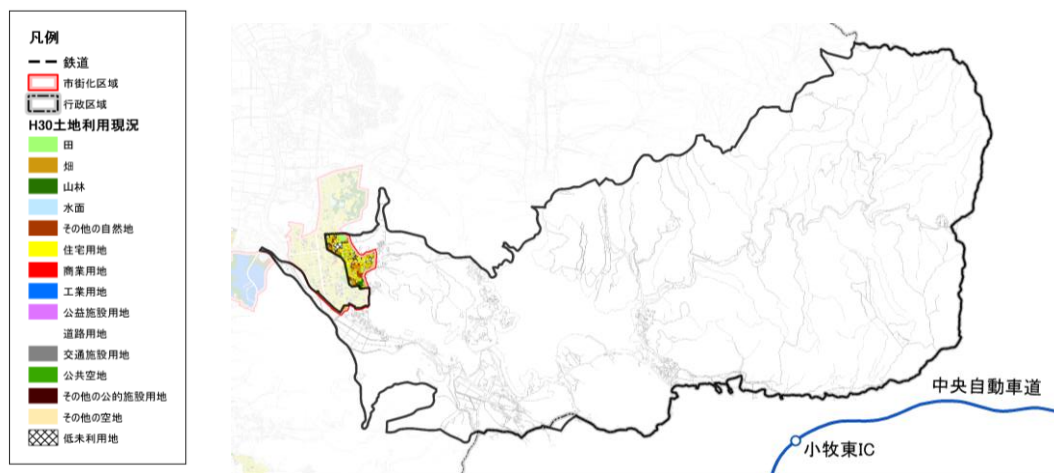 凡例
鉄道
市街化区域
行政区域
H30土地利用現況
田
畑
山林
水面
その他の自然地
住宅用地
商業用地
工業用地
公益施設用地
道路用地
交通施設用地
公共空地
その他の公的施設用地
その他の空地
低未利用地
中央自動車道
小牧東IC